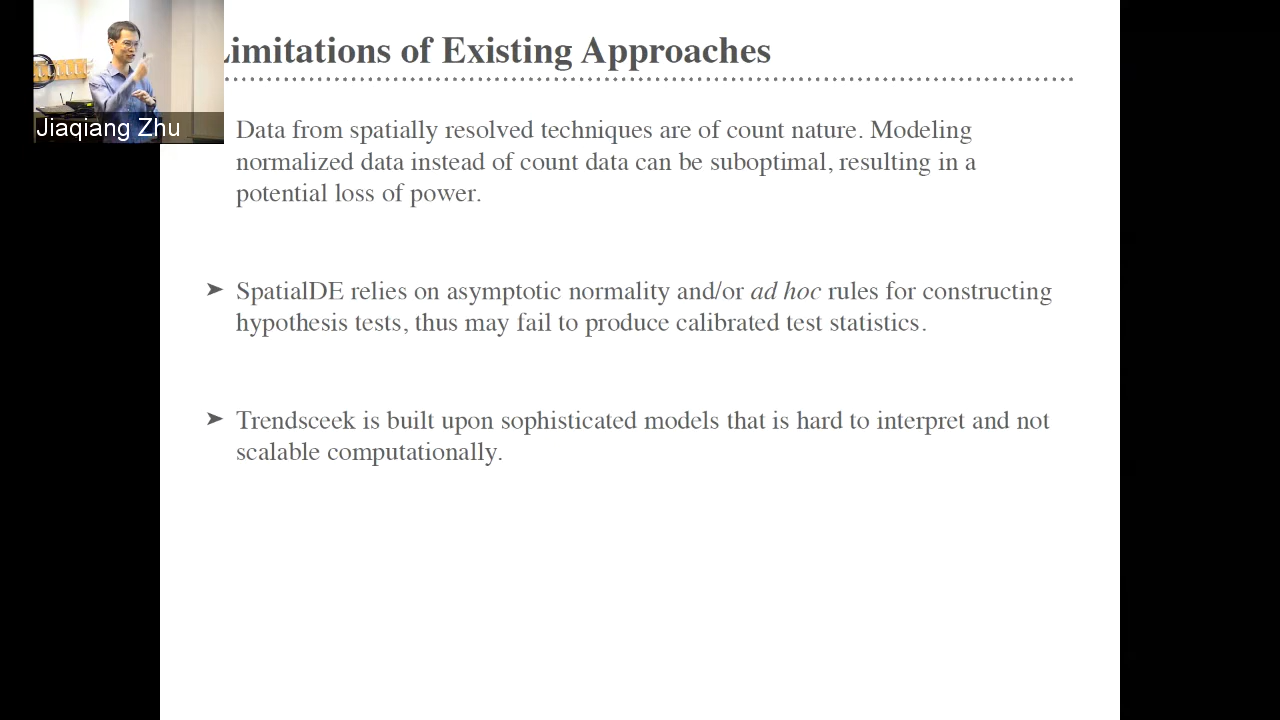 Limitations of Existing Approaches
Jiaqiang Zhu
Data from spatially resolved techniques are of count nature. Modeling
normalized data instead of count data can be suboptimal, resulting in a
potential loss of power.
➤ SpatialDE relies on asymptotic normality and/or ad hoc rules for constructing
hypothesis tests, thus may fail to produce calibrated test statistics.
➤ Trendsceek is built upon sophisticated models that is hard to interpret and not
scalable computationally.